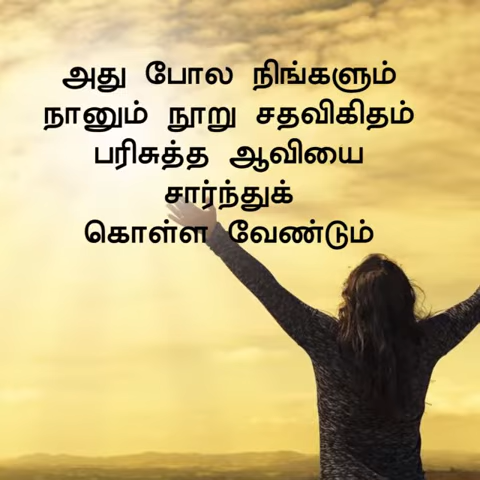 அது போல நிங்களும்
நானும் நூறு சதவிகிதம்
பரிசுத்த ஆவியை
சார்ந்துக்
கொள்ள வேண்டும்